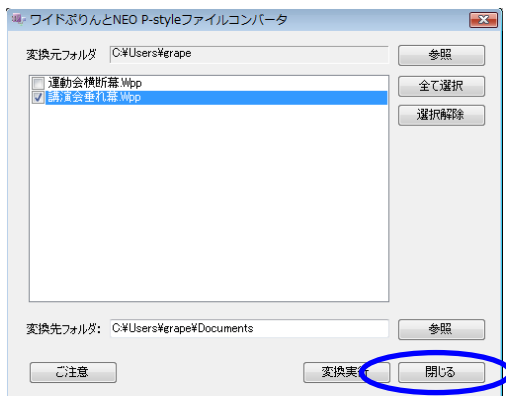 ワイドぷりんとNEO P-styleファイルコンバータ
変換元フォルダ C:¥Users¥grape 参照
運動会横断幕.Wpp 全て選択
講演会垂れ幕.Wpp
選択解除
変換先フォルダ: C:¥Users¥grape¥Documents 参照
ご注意 変換実行 閉じる